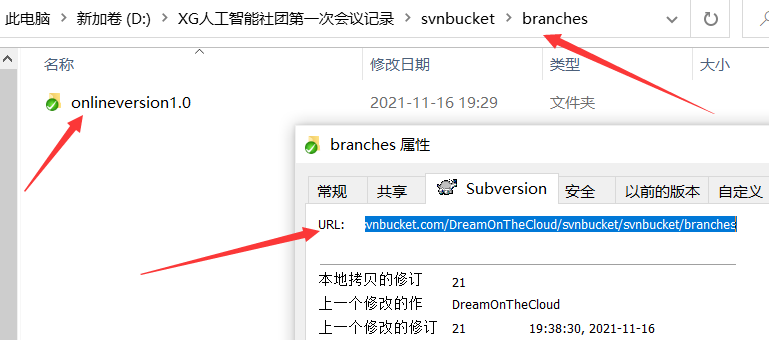 此电脑 > 新加卷 (D:) > XG人工智能社团第一次会议记录 > svnbucket > branches
名称 修改日期 类型 大小
onlineversion1.0 2021-11-16 19:29 文件夹
branches 属性
常规 共享 Subversion 安全 以前的版本 自定义
URL: svnbucket.com/DreamOnTheCloud/svnbucket/svnbucket/branches
本地拷贝的修订 21
上一个修改的作 DreamOnTheCloud
上一个修改的修订 21 19:38:30, 2021-11-16